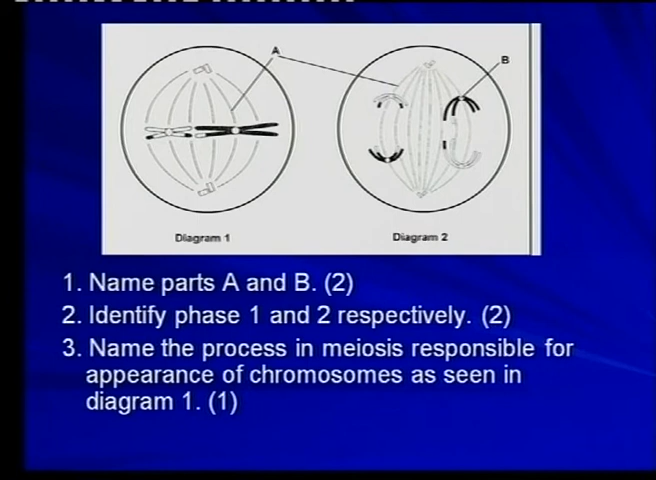 A
B
Diagram 1
Diagram 2
1. Name parts A and B. (2)
2. Identify phase 1 and 2 respectively. (2)
3. Name the process in meiosis responsible for
appearance of chromosomes as seen in
diagram 1. (1)